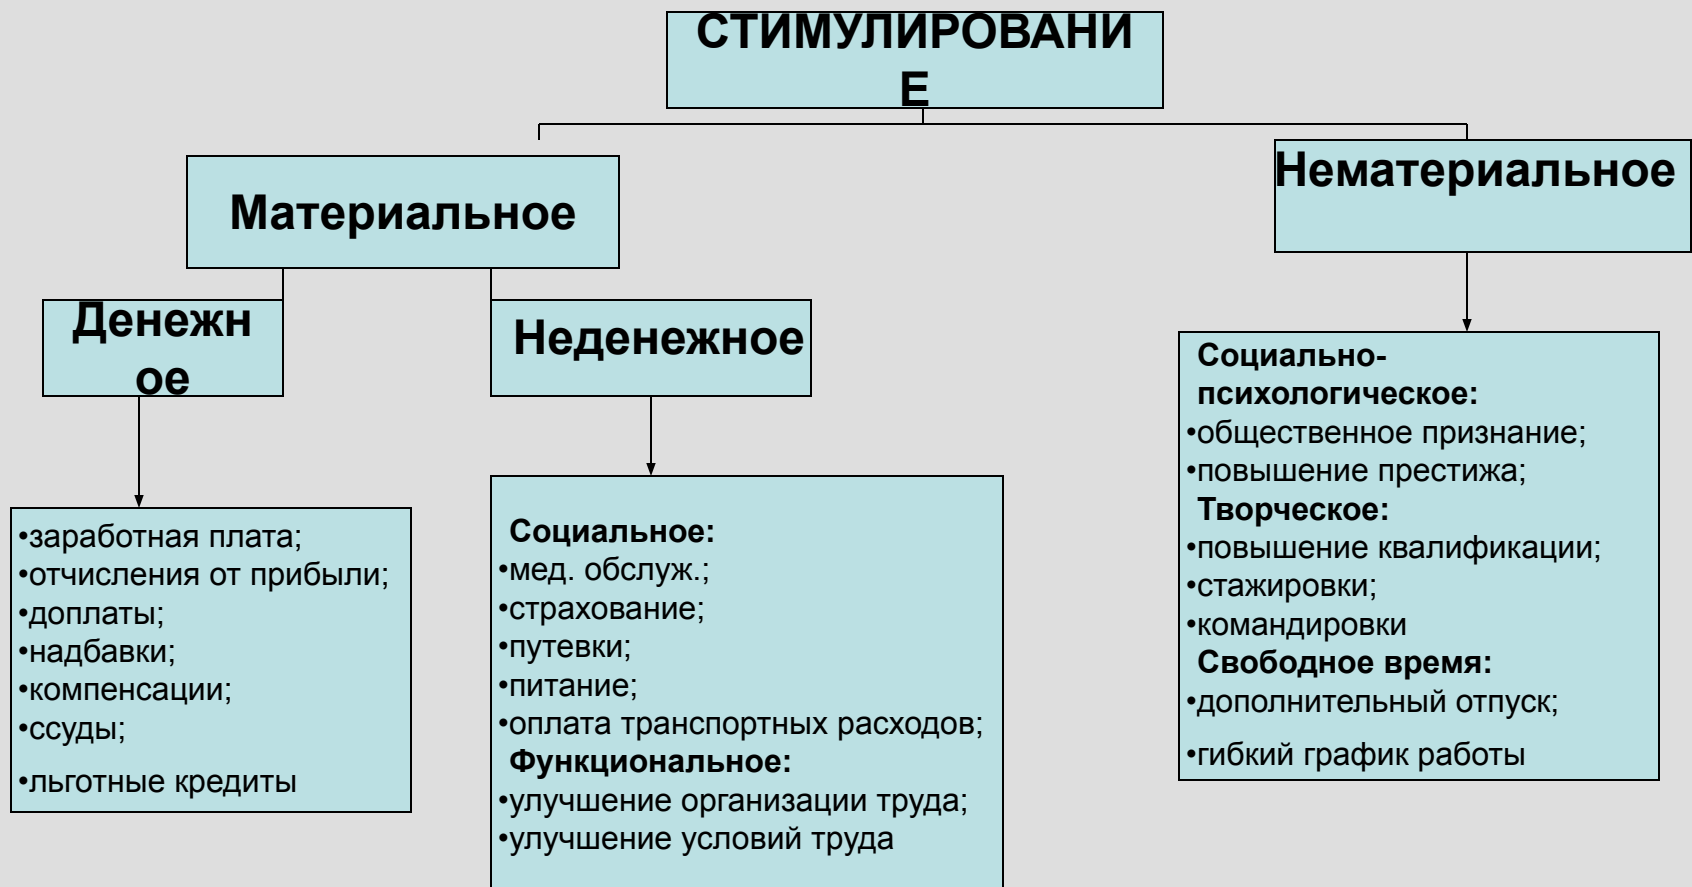 СТИМУЛИРОВАНИ
Е
Материальное
Нематериальное
Денежн
ое
Неденежное
•заработная плата;
•отчисления от прибыли;
•доплаты;
•надбавки;
•компенсации;
•ссуды;
•льготные кредиты
Социальное:
•мед. обслуж.;
•страхование;
•путевки;
•питание;
•оплата транспортных расходов;
Функциональное:
•улучшение организации труда;
•улучшение условий труда
Социально-
психологическое:
•общественное признание;
•повышение престижа;
Творческое:
•повышение квалификации;
•стажировки;
•командировки
Свободное время:
•дополнительный отпуск;
•гибкий график работы